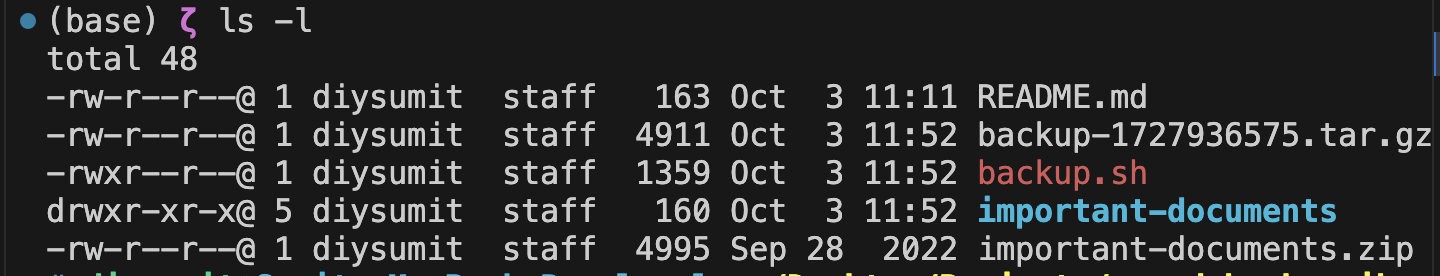 (base) ζ ls -l
total 48
-rw-r--r--@ 1 diysumit  staff   163 Oct  3 11:11 README.md
-rw-r--r--@ 1 diysumit  staff  4911 Oct  3 11:52 backup-1727936575.tar.gz
-rwxr--r--@ 1 diysumit  staff  1359 Oct  3 11:52 backup.sh
drwxr-xr-x@ 5 diysumit  staff   160 Oct  3 11:52 important-documents
-rw-r--r--@ 1 diysumit  staff  4995 Sep 28  2022 important-documents.zip